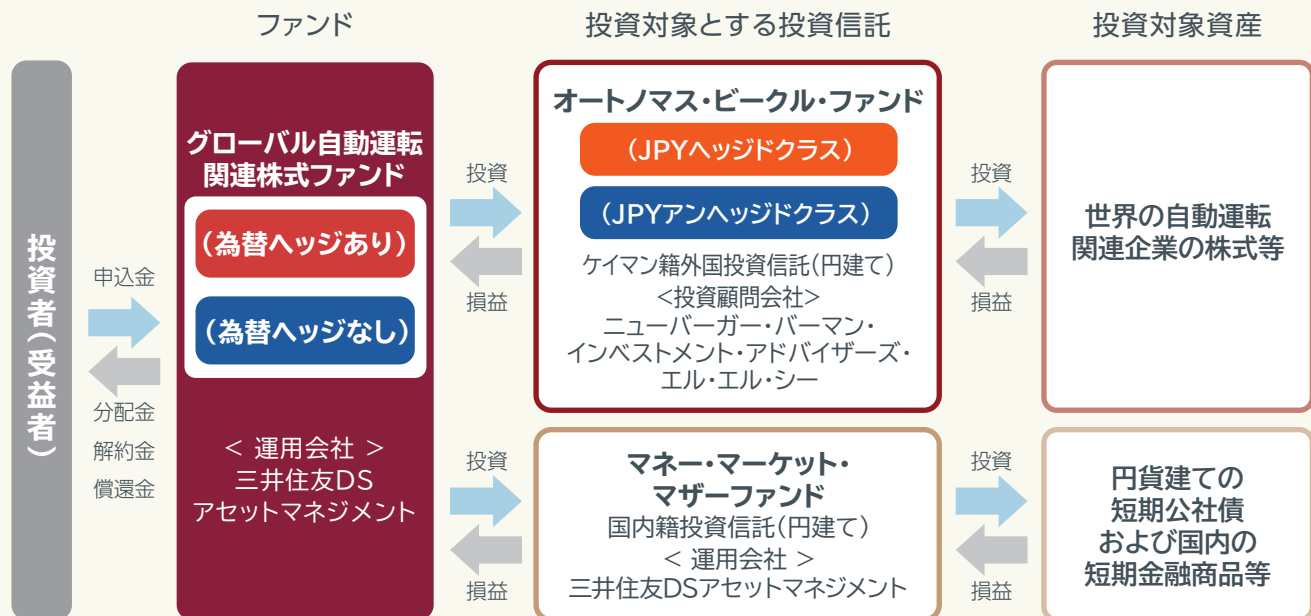 ファンド
投資対象とする投資信託
投資対象資産
投資者(受益者)
申込金
分配金
解約金
償還金
グローバル自動運転
関連株式ファンド
(為替ヘッジあり)
(為替ヘッジなし)
< 運用会社 >
三井住友DS
アセットマネジメント
投資
損益
オートノマス・ビークル・ファンド
(JPYヘッジドクラス)
(JPYアンヘッジドクラス)
ケイマン籍外国投資信託(円建て)
<投資顧問会社>
ニューバーガー・バーマン・
インベストメント・アドバイザーズ・
エル・エル・シー
投資
損益
世界の自動運転
関連企業の株式等
投資
損益
マネー・マーケット・
マザーファンド
国内籍投資信託(円建て)
< 運用会社 >
三井住友DSアセットマネジメント
投資
損益
円貨建ての
短期公社債
および国内の
短期金融商品等